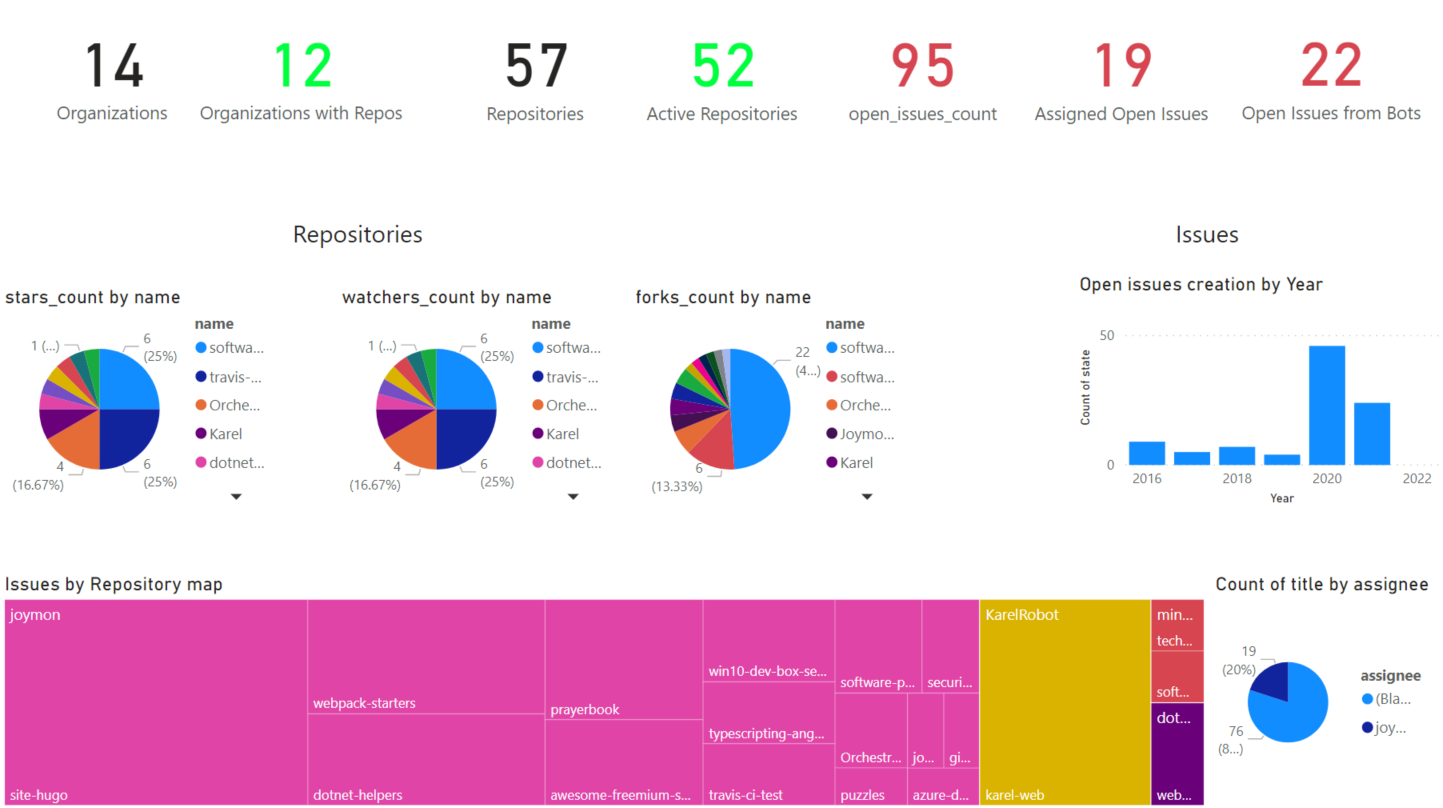 14
Organizations
12
Organizations with Repos
57
Repositories
52
Active Repositories
95
open_issues_count
19
Assigned Open Issues
22
Open Issues from Bots
Repositories
Issues
stars_count by name
1 (...)
6
(25%)
6
(25%)
4
(16.67%)
name
softwa...
travis-...
Orche...
Karel
dotnet...
watchers_count by name
1 (...)
6
(25%)
6
(25%)
4
(16.67%)
name
softwa...
travis-...
Orche...
Karel
dotnet...
forks_count by name
22
(4...)
6
(13.33%)
name
softwa...
softwa...
Orche...
Joymo...
Karel
Open issues creation by Year
Count of state
50
0
2016
2018
2020
2022
Year
Issues by Repository map
joymon
site-hugo
webpack-starters
dotnet-helpers
prayerbook
awesome-freemium-s...
win10-dev-box-se...
typescripting-ang...
travis-ci-test
software-p...
securi...
Orchestr...
jo...
gi...
puzzles
azure-d...
KarelRobot
karel-web
min...
tech...
soft...
dot...
web...
Count of title by assignee
19
(20%)
76
(8...)
assignee
(Bla...
joy...